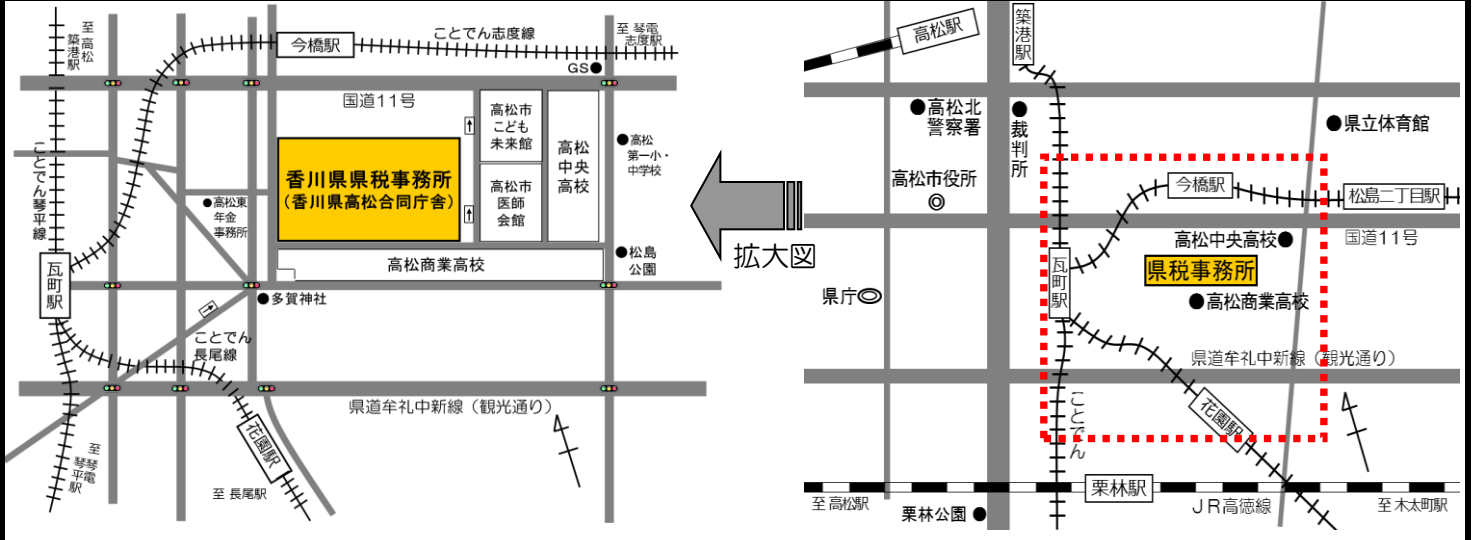 至 高松
築港駅
今橋駅
ことでん志度線
至 琴電
志度駅
GS
国道11号
高松市
こども
未来館
高松
中央
高校
高松
第一小・
中学校
ことでん琴平線
香川県県税事務所
(香川県高松合同庁舎)
高松市
医師
会館
高松東
年金
事務所
瓦町駅
高松商業高校
松島
公園
多賀神社
ことでん
長尾線
県道牟礼中新線(観光通り)
花園駅
至 琴電
琴平駅
至 長尾駅
拡大図
高松駅
築港駅
高松北
警察署
裁判所
県立体育館
高松市役所
今橋駅
松島二丁目駅
国道11号
高松中央高校
瓦町駅
県税事務所
県庁
高松商業高校
県道牟礼中新線(観光通り)
ことでん
花園駅
栗林駅
至 高松駅
JR高徳線
至 木太町駅
栗林公園